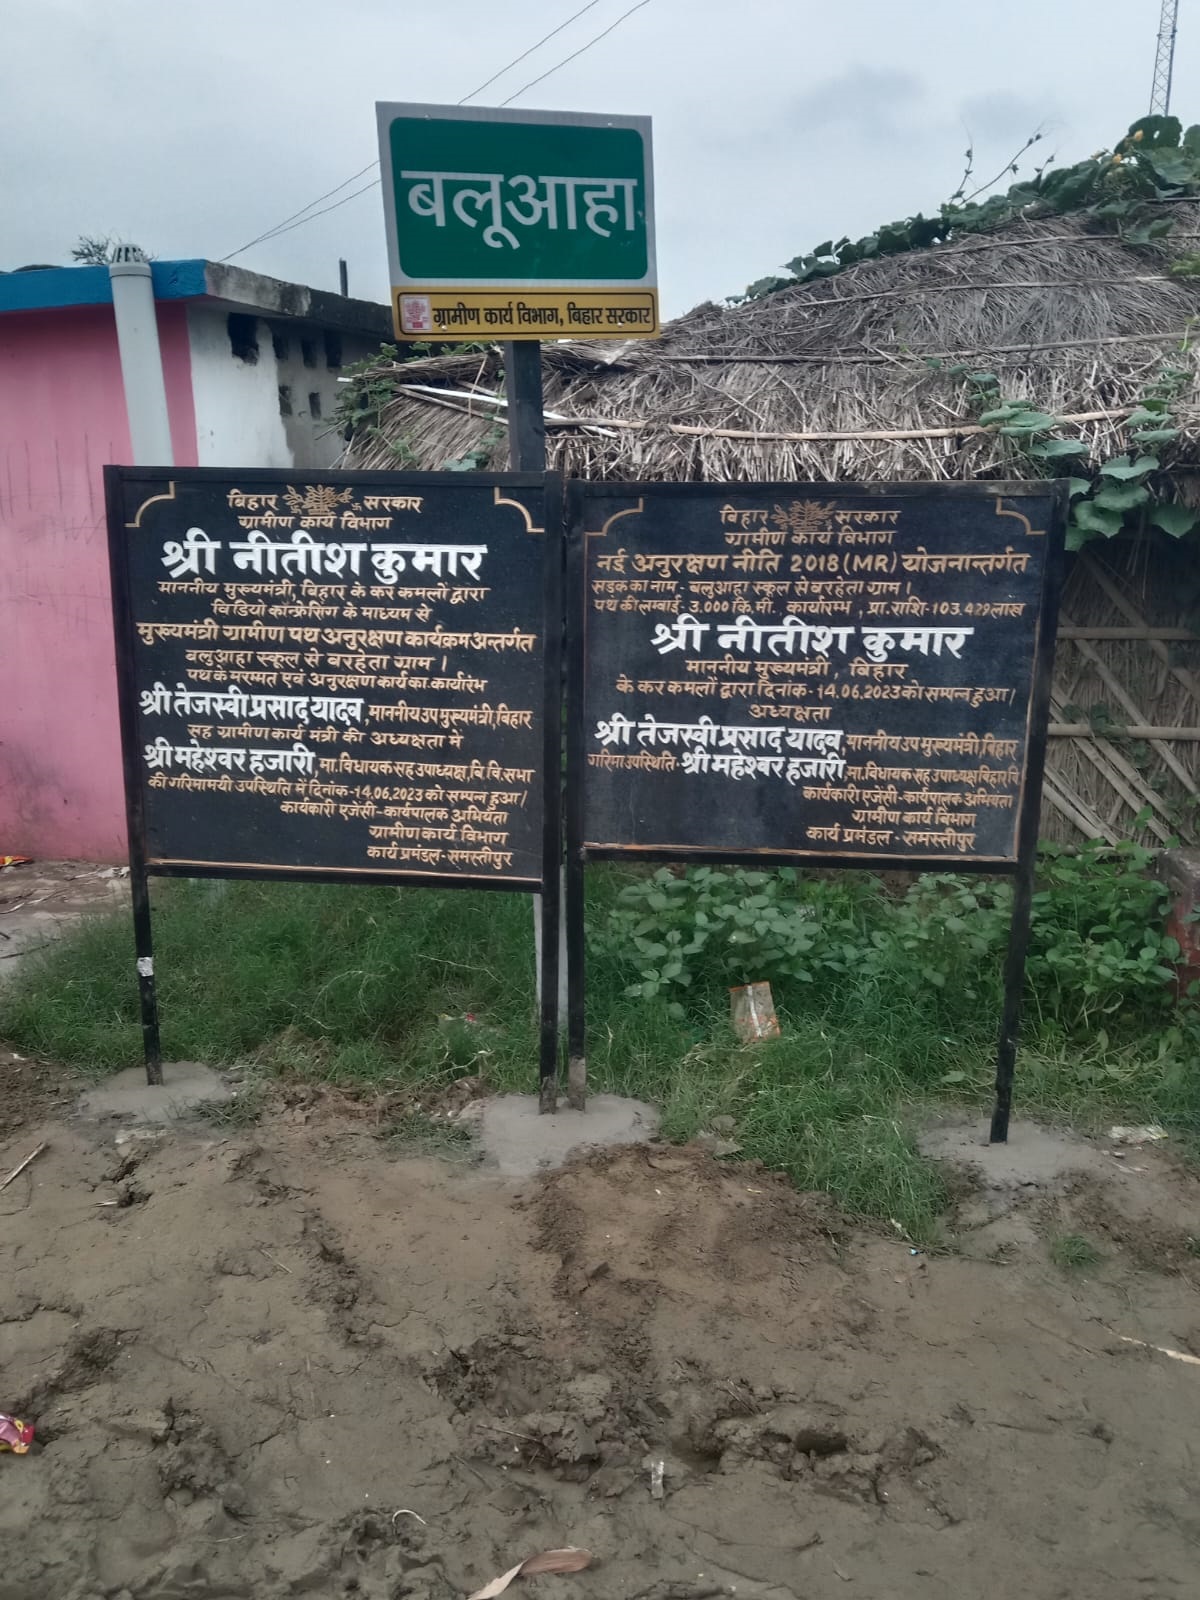 बलूआहा
ग्रामीण कार्य विभाग, बिहार सरकार
बिहार सरकार
ग्रामीण कार्य विभाग
श्री नीतीश कुमार
माननीय मुख्यमंत्री, बिहार के कर कमलों द्वारा
विडियो कॉन्फ्रेसिंग के माध्यम से
मुख्यमंत्री ग्रामीण पथ अनुरक्षण कार्यक्रम अन्तर्गत
बलुआहा स्कूल से बरहेता ग्राम ।
पथ के मरम्मत एवं अनुरक्षण कार्य का कार्यारंभ
श्री तेजस्वी प्रसाद यादव, माननीय उप मुख्यमंत्री, बिहार
सह ग्रामीण कार्य मंत्री की अध्यक्षता में
श्री महेश्वर हजारी, मा. विधायक सह उपाध्यक्ष, बि. वि. सभा
की गरिमामयी उपस्थिति में दिनांक-14.06.2023 को सम्पन्न हुआ/
कार्यकारी एजेंसी-कार्यपालक अभियंता
ग्रामीण कार्य विभाग
कार्य प्रमंडल-समस्तीपुर
बिहार सरकार
ग्रामीण कार्य विभाग
नई अनुरक्षण नीति 2018 (MR) योजनान्तर्गत
सड़क का नाम- बलुआहा स्कूल से बरहेता ग्राम ।
पथ की लम्बाई- 3.000 कि.मी. कार्यारम्भ, प्रा. राशि-103.429 लाख
श्री नीतीश कुमार
माननीय मुख्यमंत्री, बिहार
के कर कमलों द्वारा दिनांक-14.06.2023 को सम्पन्न हुआ/
अध्यक्षता
श्री तेजस्वी प्रसाद यादव, माननीय उप मुख्यमंत्री, बिहार
गरिमा उपस्थिति- श्री महेश्वर हजारी, मा. विधायक सह उपाध्यक्ष बिहार वि
कार्यकारी एजेंसी-कार्यपालक अभियंता
ग्रामीण कार्य विभाग
कार्य प्रमंडल - समस्तीपुर